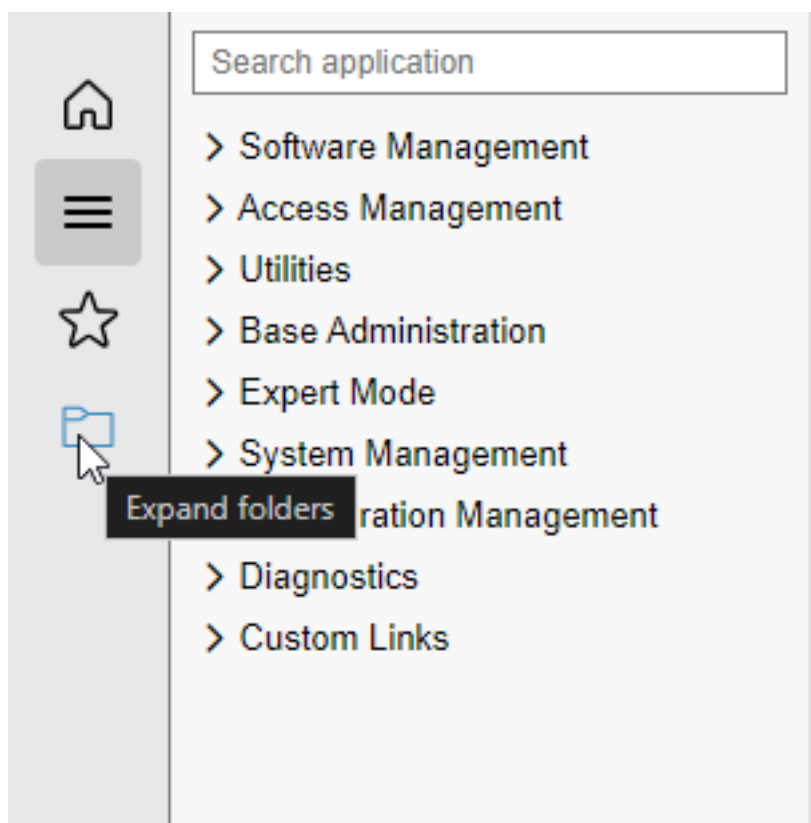 Search application
Software Management
Access Management
Utilities
Base Administration
Expert Mode
System Management
Expand folders
ration Management
Diagnostics
Custom Links